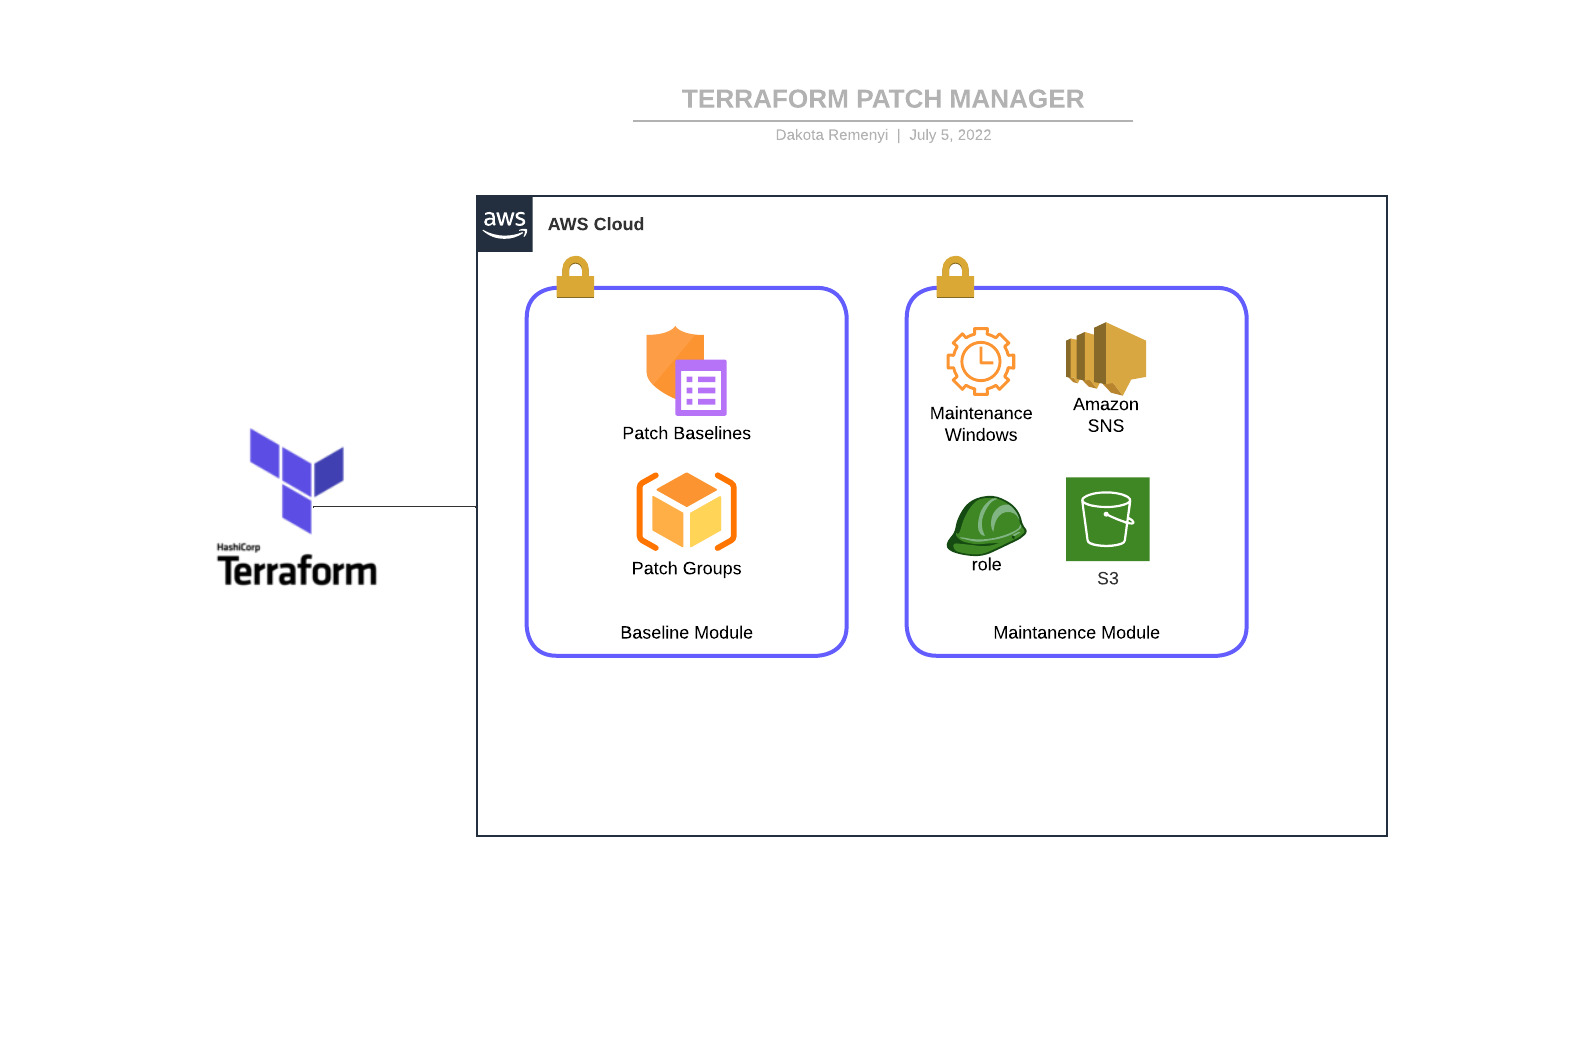 TERRAFORM PATCH MANAGER
Dakota Remenyi | July 5, 2022
aws
AWS Cloud
Patch Baselines
Patch Groups
Baseline Module
Maintenance
Windows
Amazon
SNS
role
S3
Maintanence Module
HashiCorp
Terraform